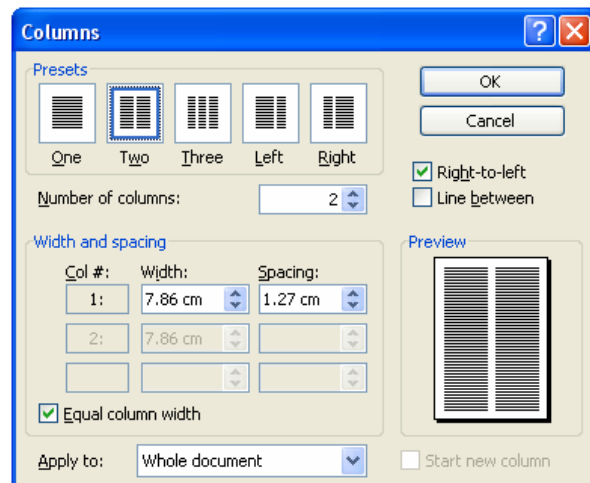 Columns
Presets
One Two Three Left Right
OK
Cancel
Right-to-left
Line between
Number of columns: 2
Width and spacing
Col #: Width: Spacing:
1: 7.86 cm 1.27 cm
2: 7.86 cm
Equal column width
Preview
Apply to: Whole document
Start new column